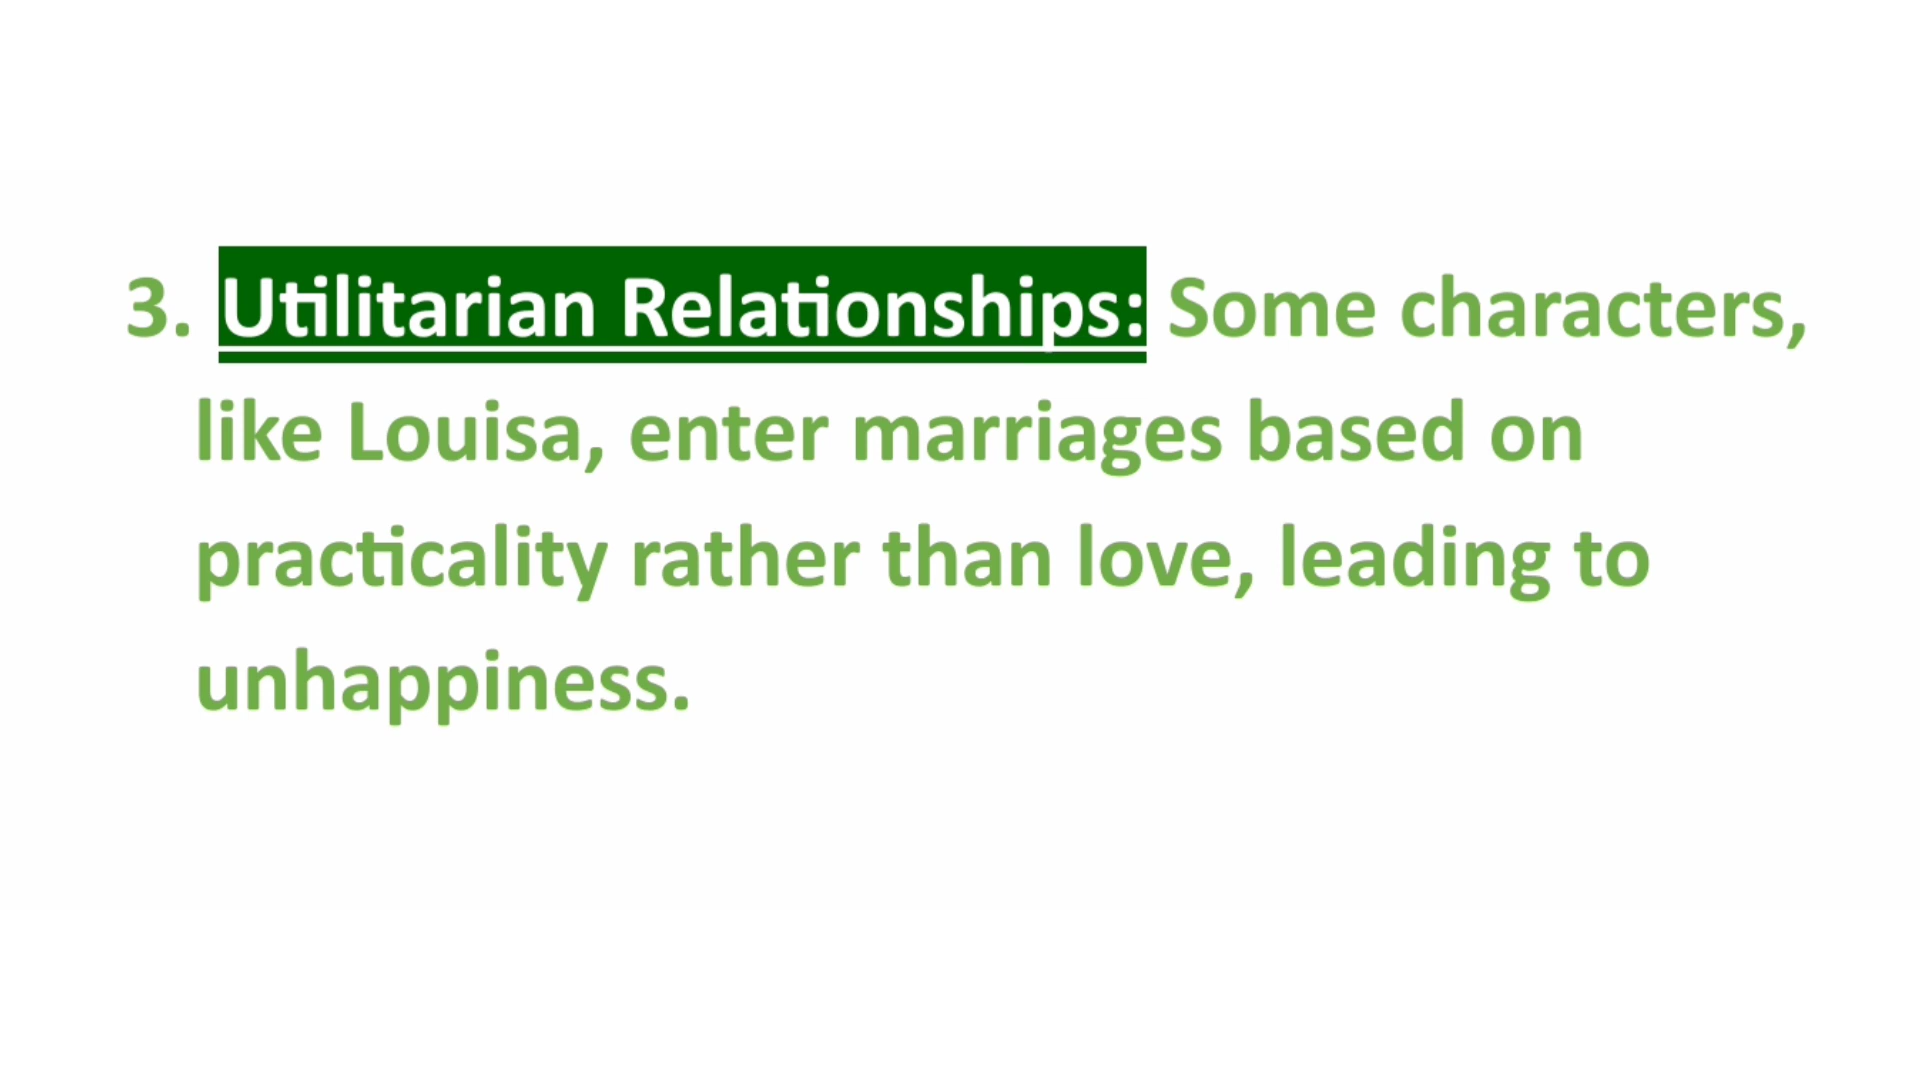 3. Utilitarian Relationships: Some characters,
like Louisa, enter marriages based on
practicality rather than love, leading to
unhappiness.